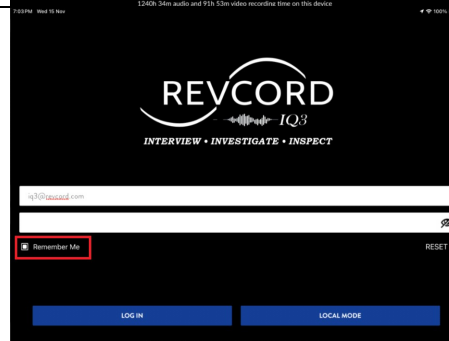 1240h 34m audio and 91h 53m video recording time on this device
7:03 PM Wed 15 Nov 100%
REVCORD
IQ3
INTERVIEW • INVESTIGATE • INSPECT
iq3@revcord.com
Remember Me RESET
LOG IN LOCAL MODE